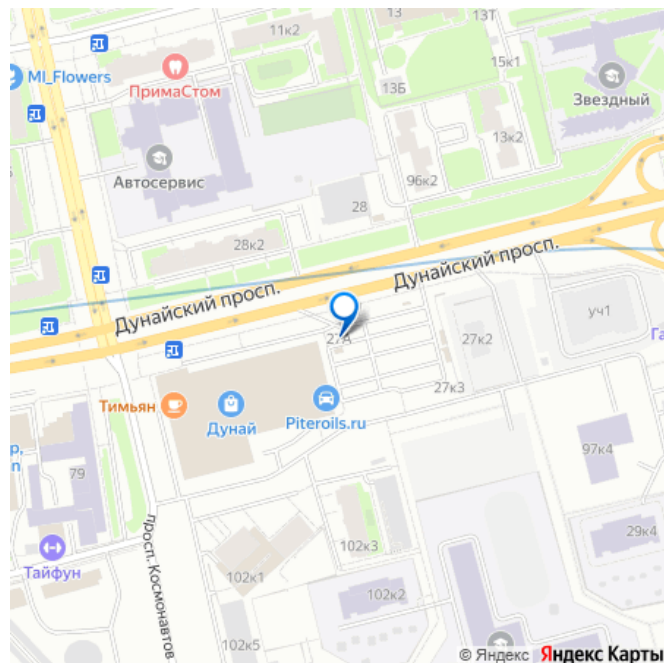 11к2
13
13Т
MI_Flowers
ПримаСтом
13Б
15к1
Звездный
13к2
Автосервис
96к2
28
28к2
Дунайский просп.
Дунайский просп.
27А
27к2
уч1
Га
27к3
Тимьян
Дунай
Piteroils.ru
р,
n
79
97к4
просп. Космонавтов
29к4
Тайфун
102к3
102к1
102к2
102к5
© Яндекс Яндекс Карты